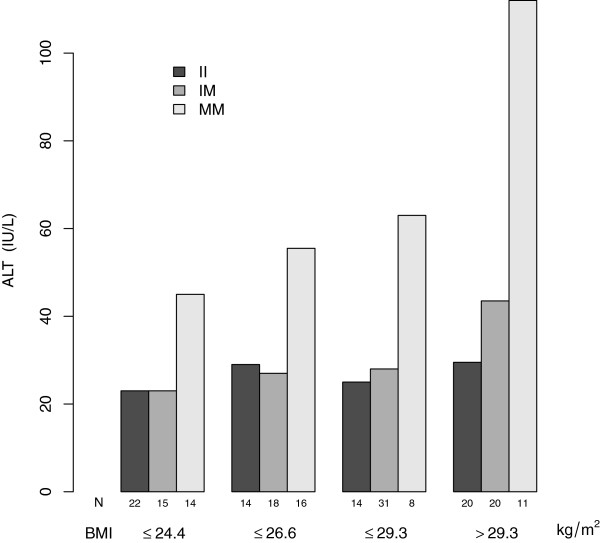 100
80
60
40
20
0
ALT (IU/L)
II
IM
MM
N 22 15 14 14 18 16 14 31 8 20 20 11
BMI ≤ 24.4 ≤ 26.6 ≤ 29.3 > 29.3 kg/m²